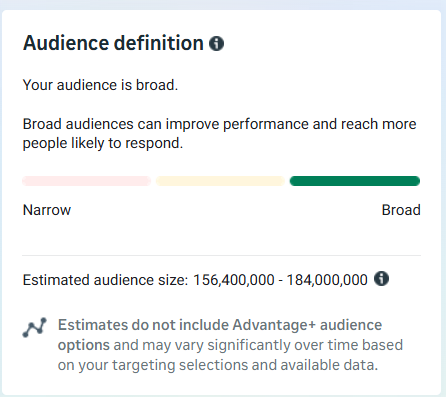 Audience definition
Your audience is broad.
Broad audiences can improve performance and reach more
people likely to respond.
Narrow
Broad
Estimated audience size: 156,400,000 - 184,000,000
Estimates do not include Advantage+ audience
options and may vary significantly over time based
on your targeting selections and available data.